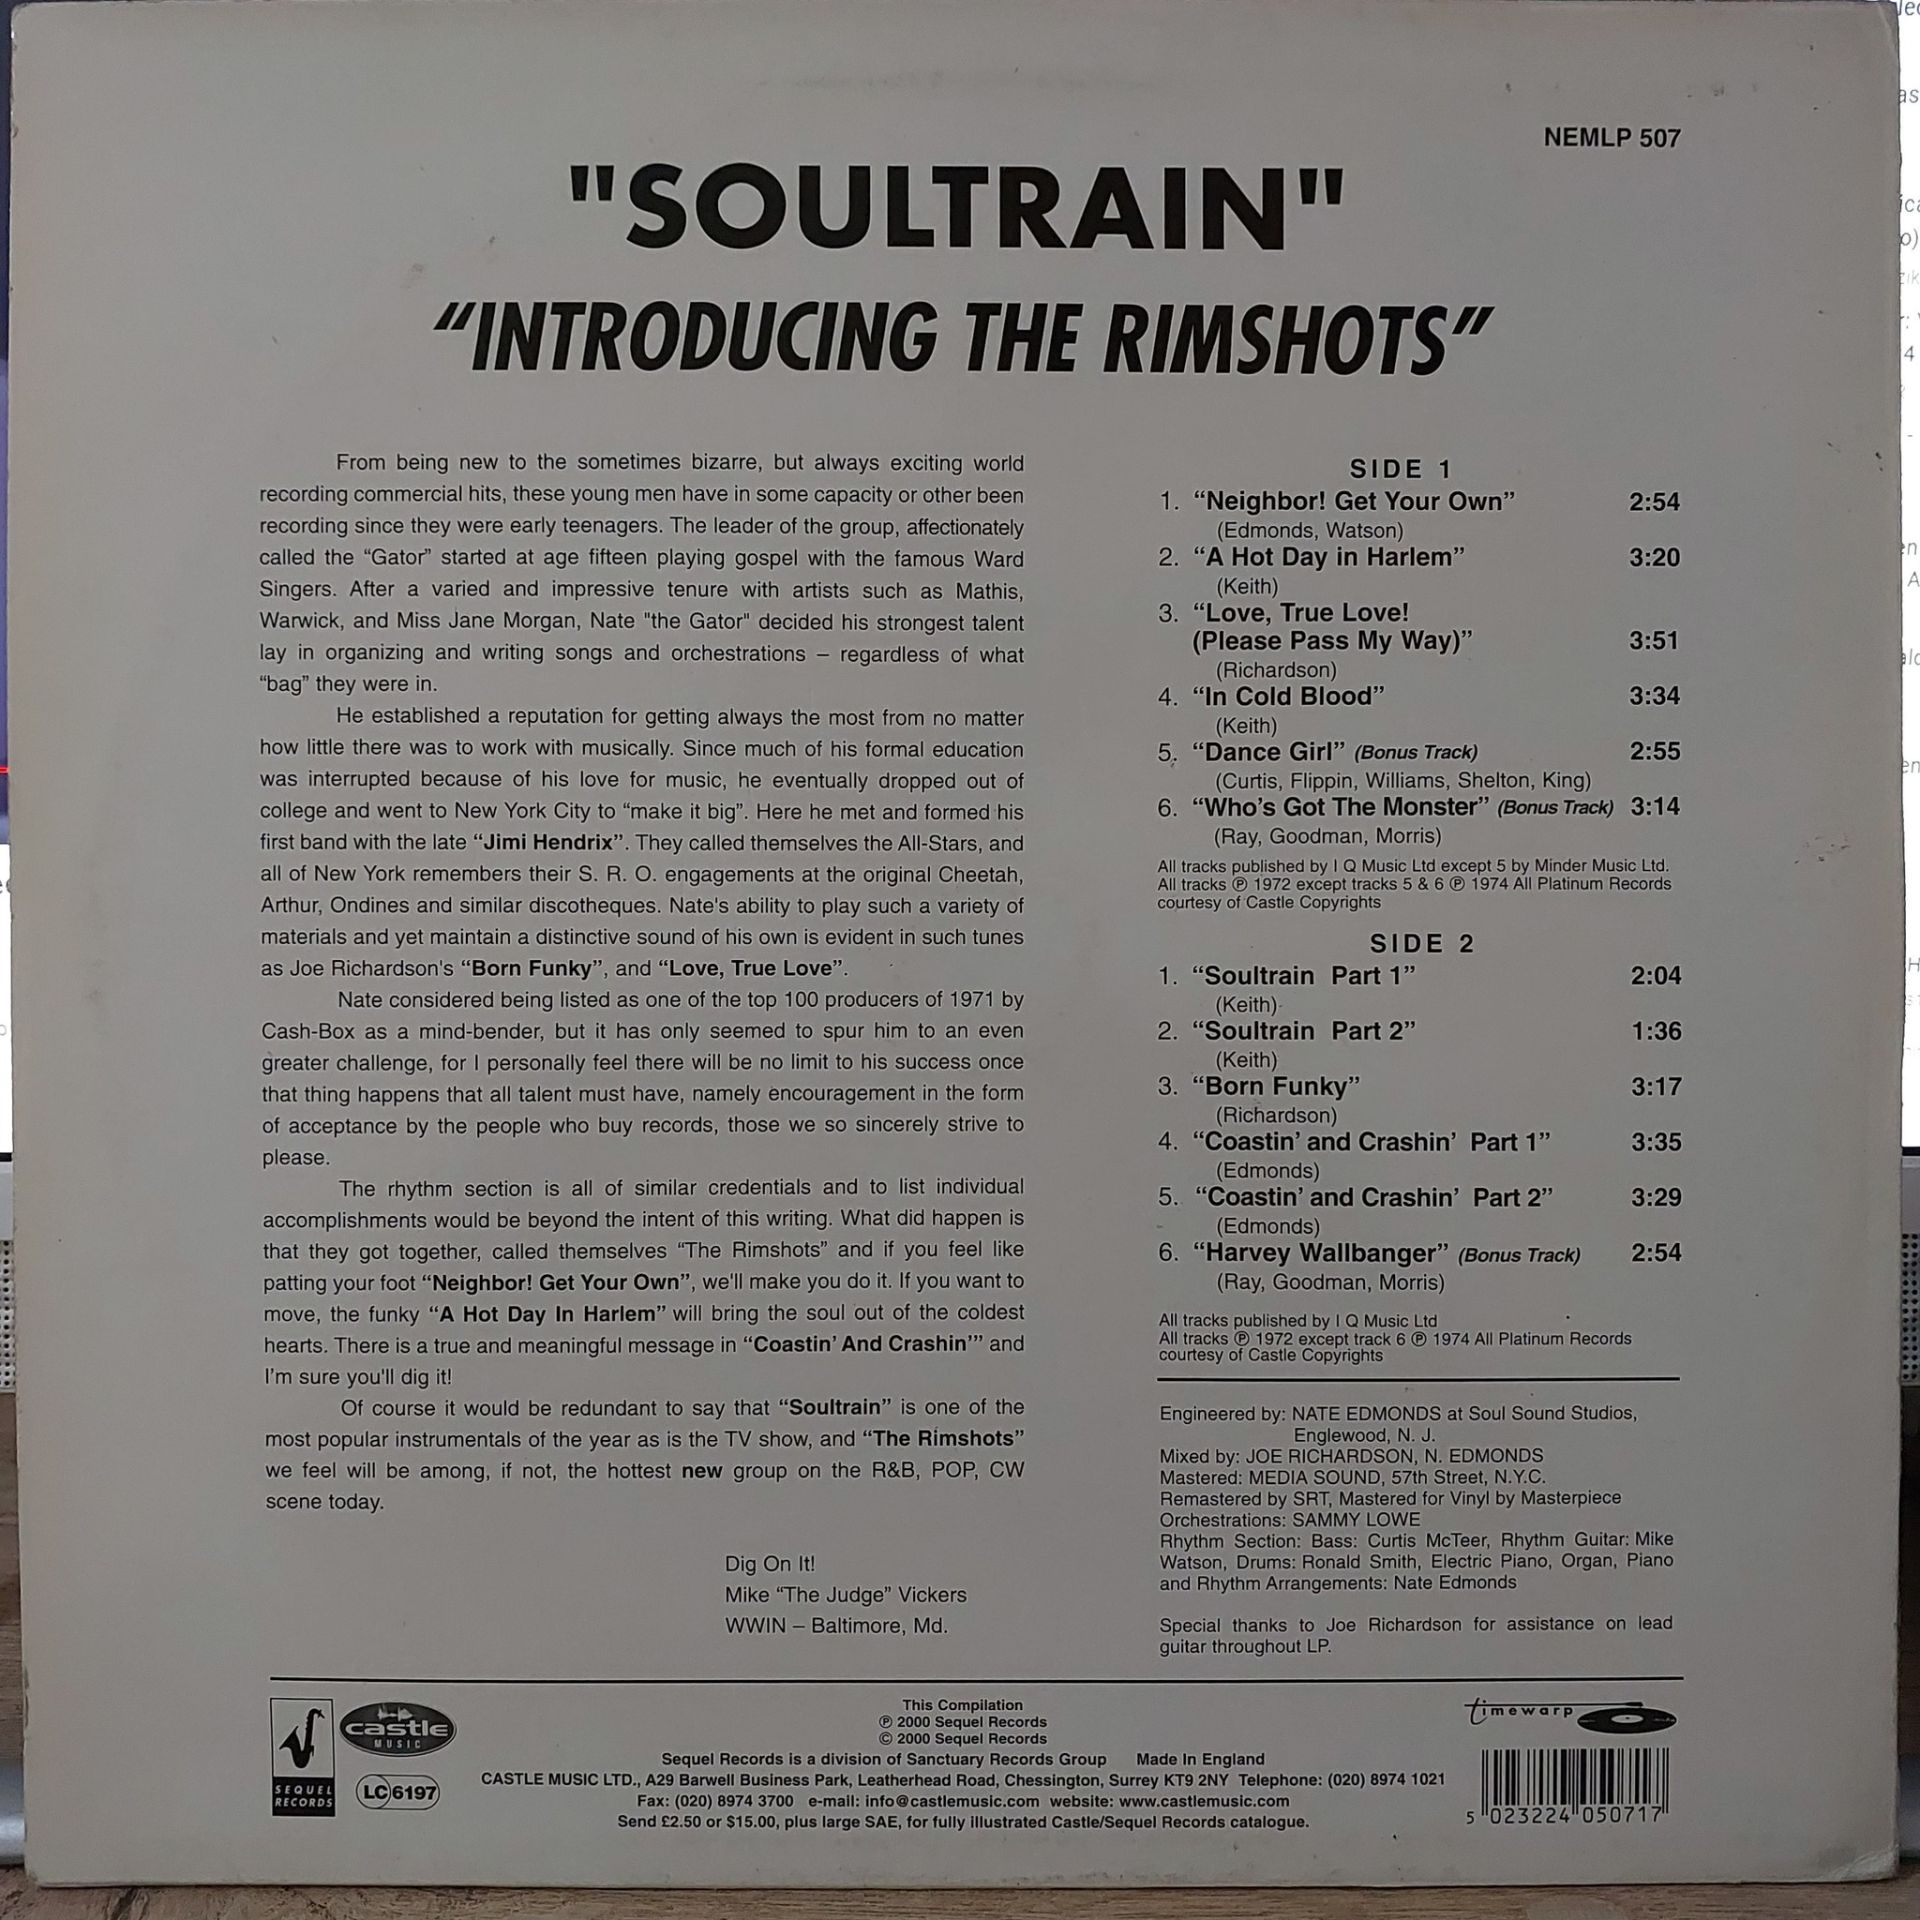 NEMLP 507
"SOULTRAIN"
“INTRODUCING THE RIMSHOTS”
From being new to the sometimes bizarre, but always exciting world
recording commercial hits, these young men have in some capacity or other been
recording since they were early teenagers. The leader of the group, affectionately
called the “Gator” started at age fifteen playing gospel with the famous Ward
Singers. After a varied and impressive tenure with artists such as Mathis,
Warwick, and Miss Jane Morgan, Nate "the Gator" decided his strongest talent
lay in organizing and writing songs and orchestrations – regardless of what
“bag” they were in.
He established a reputation for getting always the most from no matter
how little there was to work with musically. Since much of his formal education
was interrupted because of his love for music, he eventually dropped out of
college and went to New York City to “make it big”. Here he met and formed his
first band with the late “Jimi Hendrix”. They called themselves the All-Stars, and
all of New York remembers their S. R. O. engagements at the original Cheetah,
Arthur, Ondines and similar discotheques. Nate's ability to play such a variety of
materials and yet maintain a distinctive sound of his own is evident in such tunes
as Joe Richardson's “Born Funky”, and “Love, True Love”.
Nate considered being listed as one of the top 100 producers of 1971 by
Cash-Box as a mind-bender, but it has only seemed to spur him to an even
greater challenge, for I personally feel there will be no limit to his success once
that thing happens that all talent must have, namely encouragement in the form
of acceptance by the people who buy records, those we so sincerely strive to
please.
The rhythm section is all of similar credentials and to list individual
accomplishments would be beyond the intent of this writing. What did happen is
that they got together, called themselves “The Rimshots” and if you feel like
patting your foot “Neighbor! Get Your Own”, we'll make you do it. If you want to
move, the funky “A Hot Day In Harlem” will bring the soul out of the coldest
hearts. There is a true and meaningful message in “Coastin’ And Crashin’” and
I'm sure you'll dig it!
Of course it would be redundant to say that “Soultrain” is one of the
most popular instrumentals of the year as is the TV show, and “The Rimshots”
we feel will be among, if not, the hottest new group on the R&B, POP, CW
scene today.
Dig On It!
Mike “The Judge” Vickers
WWIN – Baltimore, Md.
SIDE 1
1. “Neighbor! Get Your Own” 2:54
(Edmonds, Watson)
2. “A Hot Day in Harlem” 3:20
(Keith)
3. “Love, True Love!
(Please Pass My Way)” 3:51
(Richardson)
4. “In Cold Blood” 3:34
(Keith)
5. “Dance Girl” (Bonus Track) 2:55
(Curtis, Flippin, Williams, Shelton, King)
6. “Who's Got The Monster” (Bonus Track) 3:14
(Ray, Goodman, Morris)
All tracks published by I Q Music Ltd except 5 by Minder Music Ltd.
All tracks ℗ 1972 except tracks 5 & 6 ℗ 1974 All Platinum Records
courtesy of Castle Copyrights
SIDE 2
1. “Soultrain Part 1” 2:04
(Keith)
2. “Soultrain Part 2” 1:36
(Keith)
3. “Born Funky” 3:17
(Richardson)
4. “Coastin’ and Crashin’ Part 1” 3:35
(Edmonds)
5. “Coastin’ and Crashin’ Part 2” 3:29
(Edmonds)
6. “Harvey Wallbanger” (Bonus Track) 2:54
(Ray, Goodman, Morris)
All tracks published by I Q Music Ltd
All tracks ℗ 1972 except track 6 ℗ 1974 All Platinum Records
courtesy of Castle Copyrights
Engineered by: NATE EDMONDS at Soul Sound Studios,
Englewood, N. J.
Mixed by: JOE RICHARDSON, N. EDMONDS
Mastered: MEDIA SOUND, 57th Street, N.Y.C.
Remastered by SRT, Mastered for Vinyl by Masterpiece
Orchestrations: SAMMY LOWE
Rhythm Section: Bass: Curtis McTeer, Rhythm Guitar: Mike
Watson, Drums: Ronald Smith, Electric Piano, Organ, Piano
and Rhythm Arrangements: Nate Edmonds
Special thanks to Joe Richardson for assistance on lead
guitar throughout LP.
SEQUEL
RECORDS
castle
MUSIC
LC 6197
This Compilation
℗ 2000 Sequel Records
© 2000 Sequel Records
Sequel Records is a division of Sanctuary Records Group Made In England
CASTLE MUSIC LTD., A29 Barwell Business Park, Leatherhead Road, Chessington, Surrey KT9 2NY Telephone: (020) 8974 1021
Fax: (020) 8974 3700 e-mail: info@castlemusic.com website: www.castlemusic.com
Send £2.50 or $15.00, plus large SAE, for fully illustrated Castle/Sequel Records catalogue.
timewarp
5 023224 050717